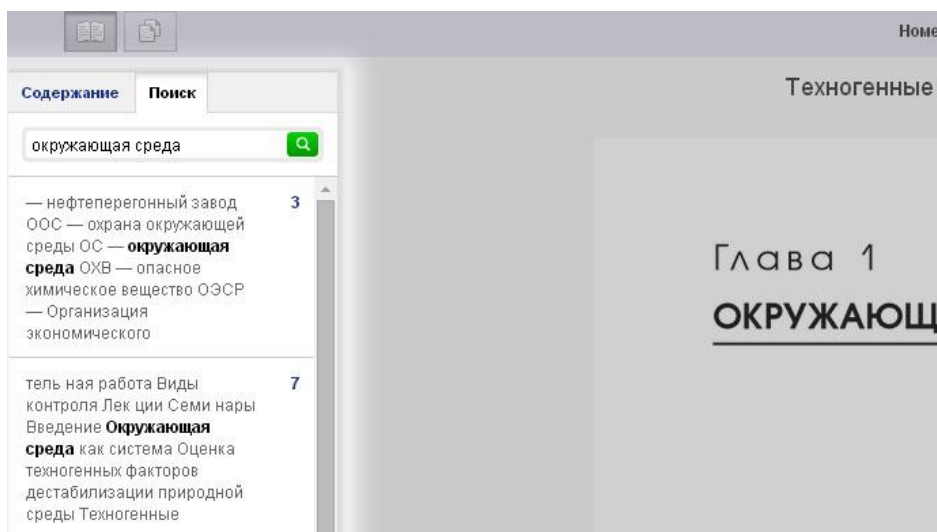 Номе
Содержание
Поиск
окружающая среда
— нефтеперегонный завод
ООС — охрана окружающей
среды ОС — окружающая
среда ОХВ — опасное
химическое вещество ОЭСР
— Организация
экономического
3
тель ная работа Виды
контроля Лек ции Семи нары
Введение Окружающая
среда как система Оценка
техногенных факторов
дестабилизации природной
среды Техногенные
7
Техногенные
Глава 1
ОКРУЖАЮЩ